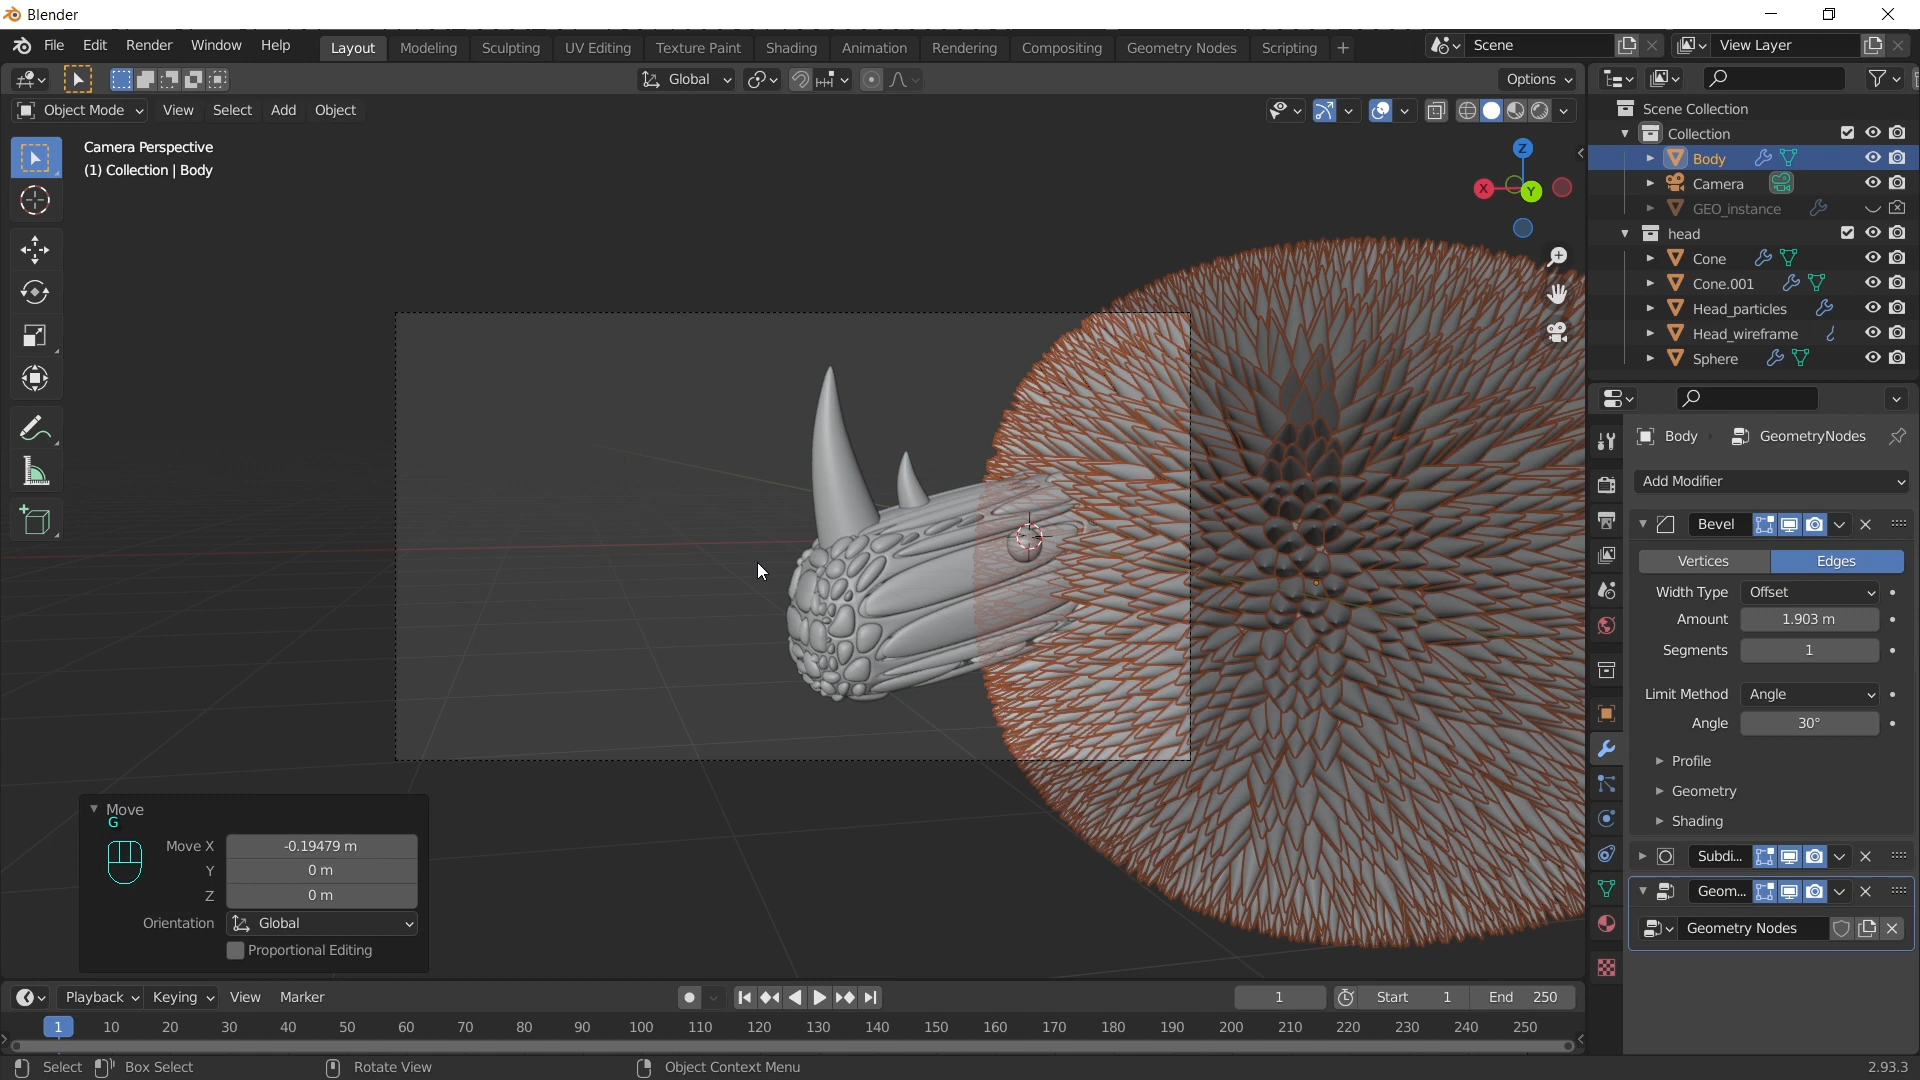 Blender
File Edit Render Window Help Layout Modeling Sculpting UV Editing Texture Paint Shading Animation Rendering Compositing Geometry Nodes Scripting + Scene View Layer
Global Options
Object Mode View Select Add Object
Camera Perspective
(1) Collection | Body
Z
X
Y
Scene Collection
Collection
Body
Camera
GEO_instance
head
Cone
Cone.001
Head_particles
Head_wireframe
Sphere
Body GeometryNodes
Add Modifier
Bevel
Vertices Edges
Width Type Offset
Amount 1.903 m
Segments 1
Limit Method Angle
Angle 30°
Profile
Geometry
Shading
Subdi...
Geom...
Geometry Nodes
Move
G
Move X -0.19479 m
Y 0 m
Z 0 m
Orientation Global
Proportional Editing
Playback Keying View Marker 1 Start 1 End 250
1 10 20 30 40 50 60 70 80 90 100 110 120 130 140 150 160 170 180 190 200 210 220 230 240 250
Select Box Select Rotate View Object Context Menu 2.93.3